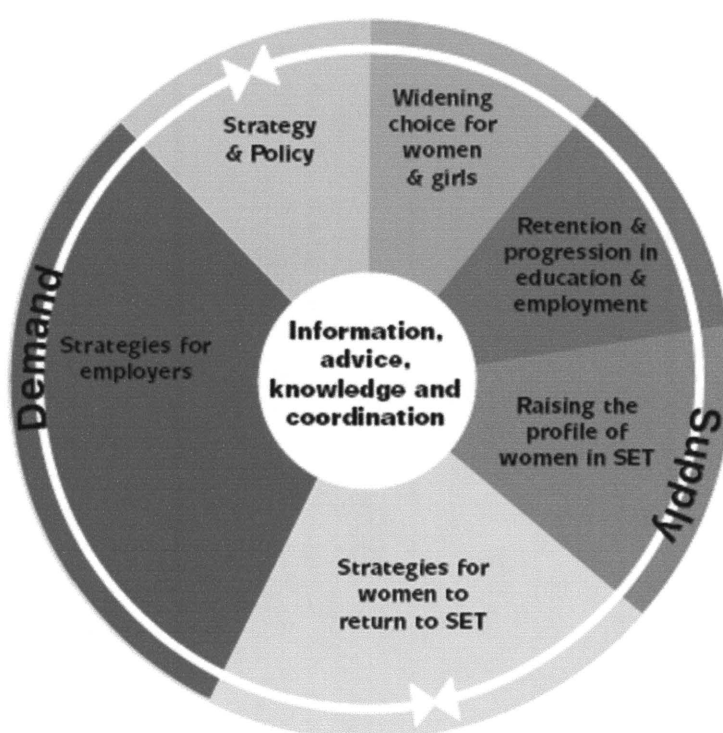 Strategy
& Policy
Widening
choice for
women
& girls
Retention &
progression in
education &
employment
Demand
Strategies for
employers
Information,
advice,
knowledge and
coordination
Raising the
profile of
women in SET
Supply
Strategies for
women to
return to SET